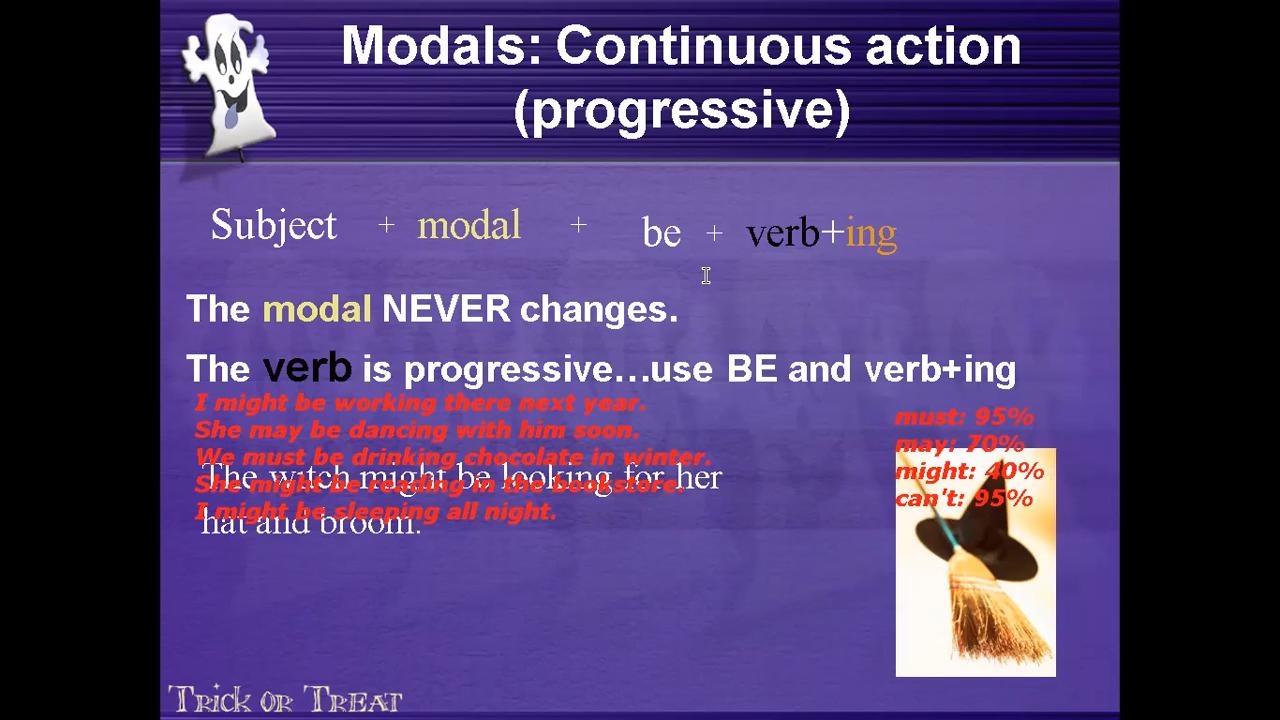 Modals: Continuous action
(progressive)
Subject + modal + be + verb+ing
The modal NEVER changes.
The verb is progressive…use BE and verb+ing
I might be working there next year.
She may be dancing with him soon.
We must be drinking chocolate in winter.
The witch might be looking for her
She might be reading in the bookstore.
I might be sleeping all night.
hat and broom.
must: 95%
may: 70%
might: 40%
can't: 95%
Trick or Treat